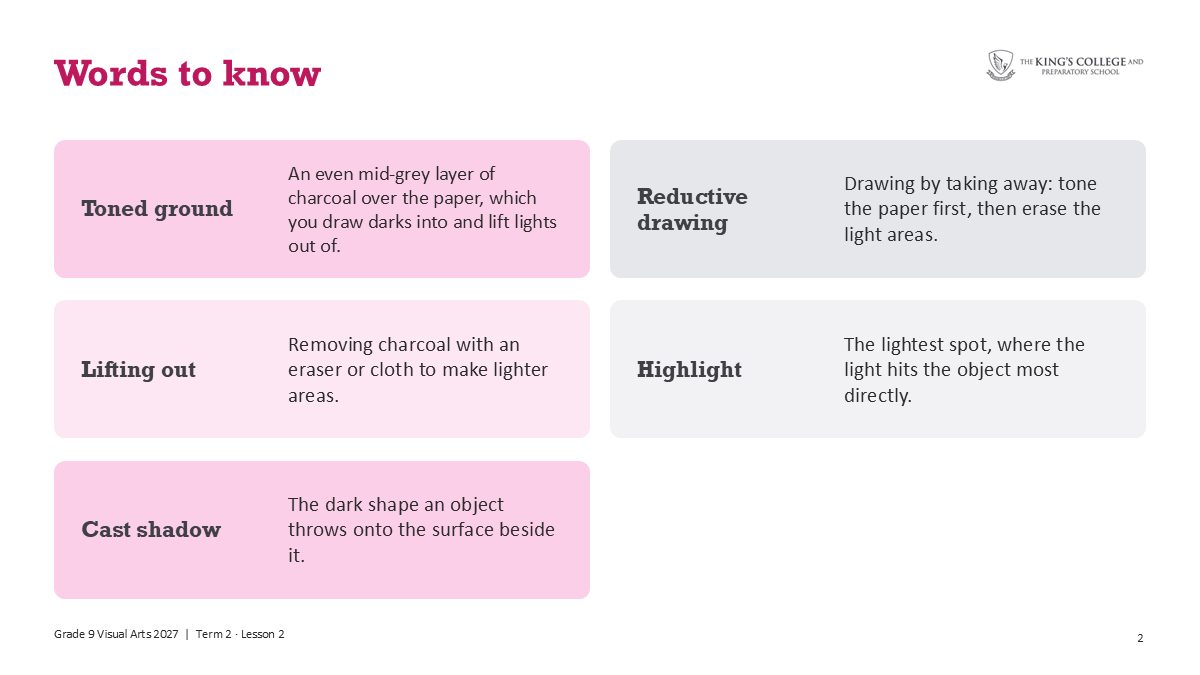 Words to know
THE KING'S COLLEGE AND
PREPARATORY SCHOOL
Toned ground
An even mid-grey layer of
charcoal over the paper, which
you draw darks into and lift lights
out of.
Reductive
drawing
Drawing by taking away: tone
the paper first, then erase the
light areas.
Lifting out
Removing charcoal with an
eraser or cloth to make lighter
areas.
Highlight
The lightest spot, where the
light hits the object most
directly.
Cast shadow
The dark shape an object
throws onto the surface beside
it.
Grade 9 Visual Arts 2027 | Term 2 · Lesson 2
2